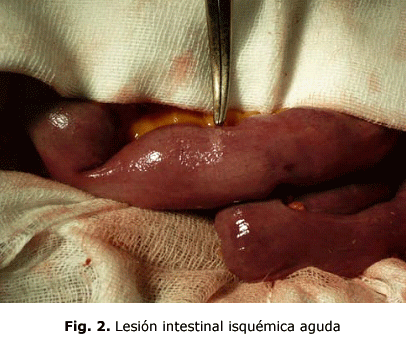 Fig. 2. Lesión intestinal isquémica aguda